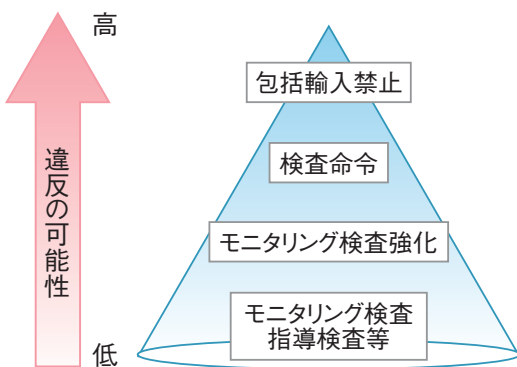 高
違反の可能性
低
包括輸入禁止
検査命令
モニタリング検査強化
モニタリング検査
指導検査等